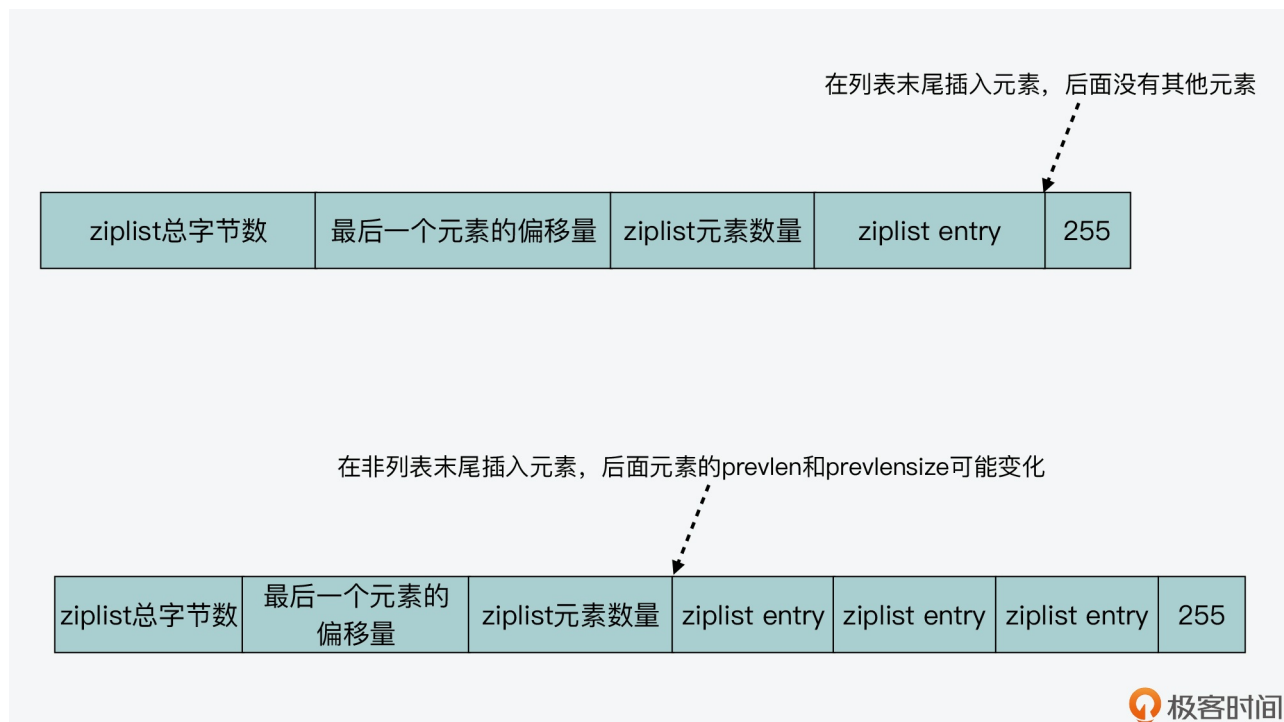 在列表末尾插入元素，后面没有其他元素
ziplist总字节数 最后一个元素的偏移量 ziplist元素数量 ziplist entry 255
在非列表末尾插入元素，后面元素的prevlen和prevlensize可能变化
ziplist总字节数 最后一个元素的 ziplist元素数量 ziplist entry ziplist entry ziplist entry 255
偏移量
极客时间